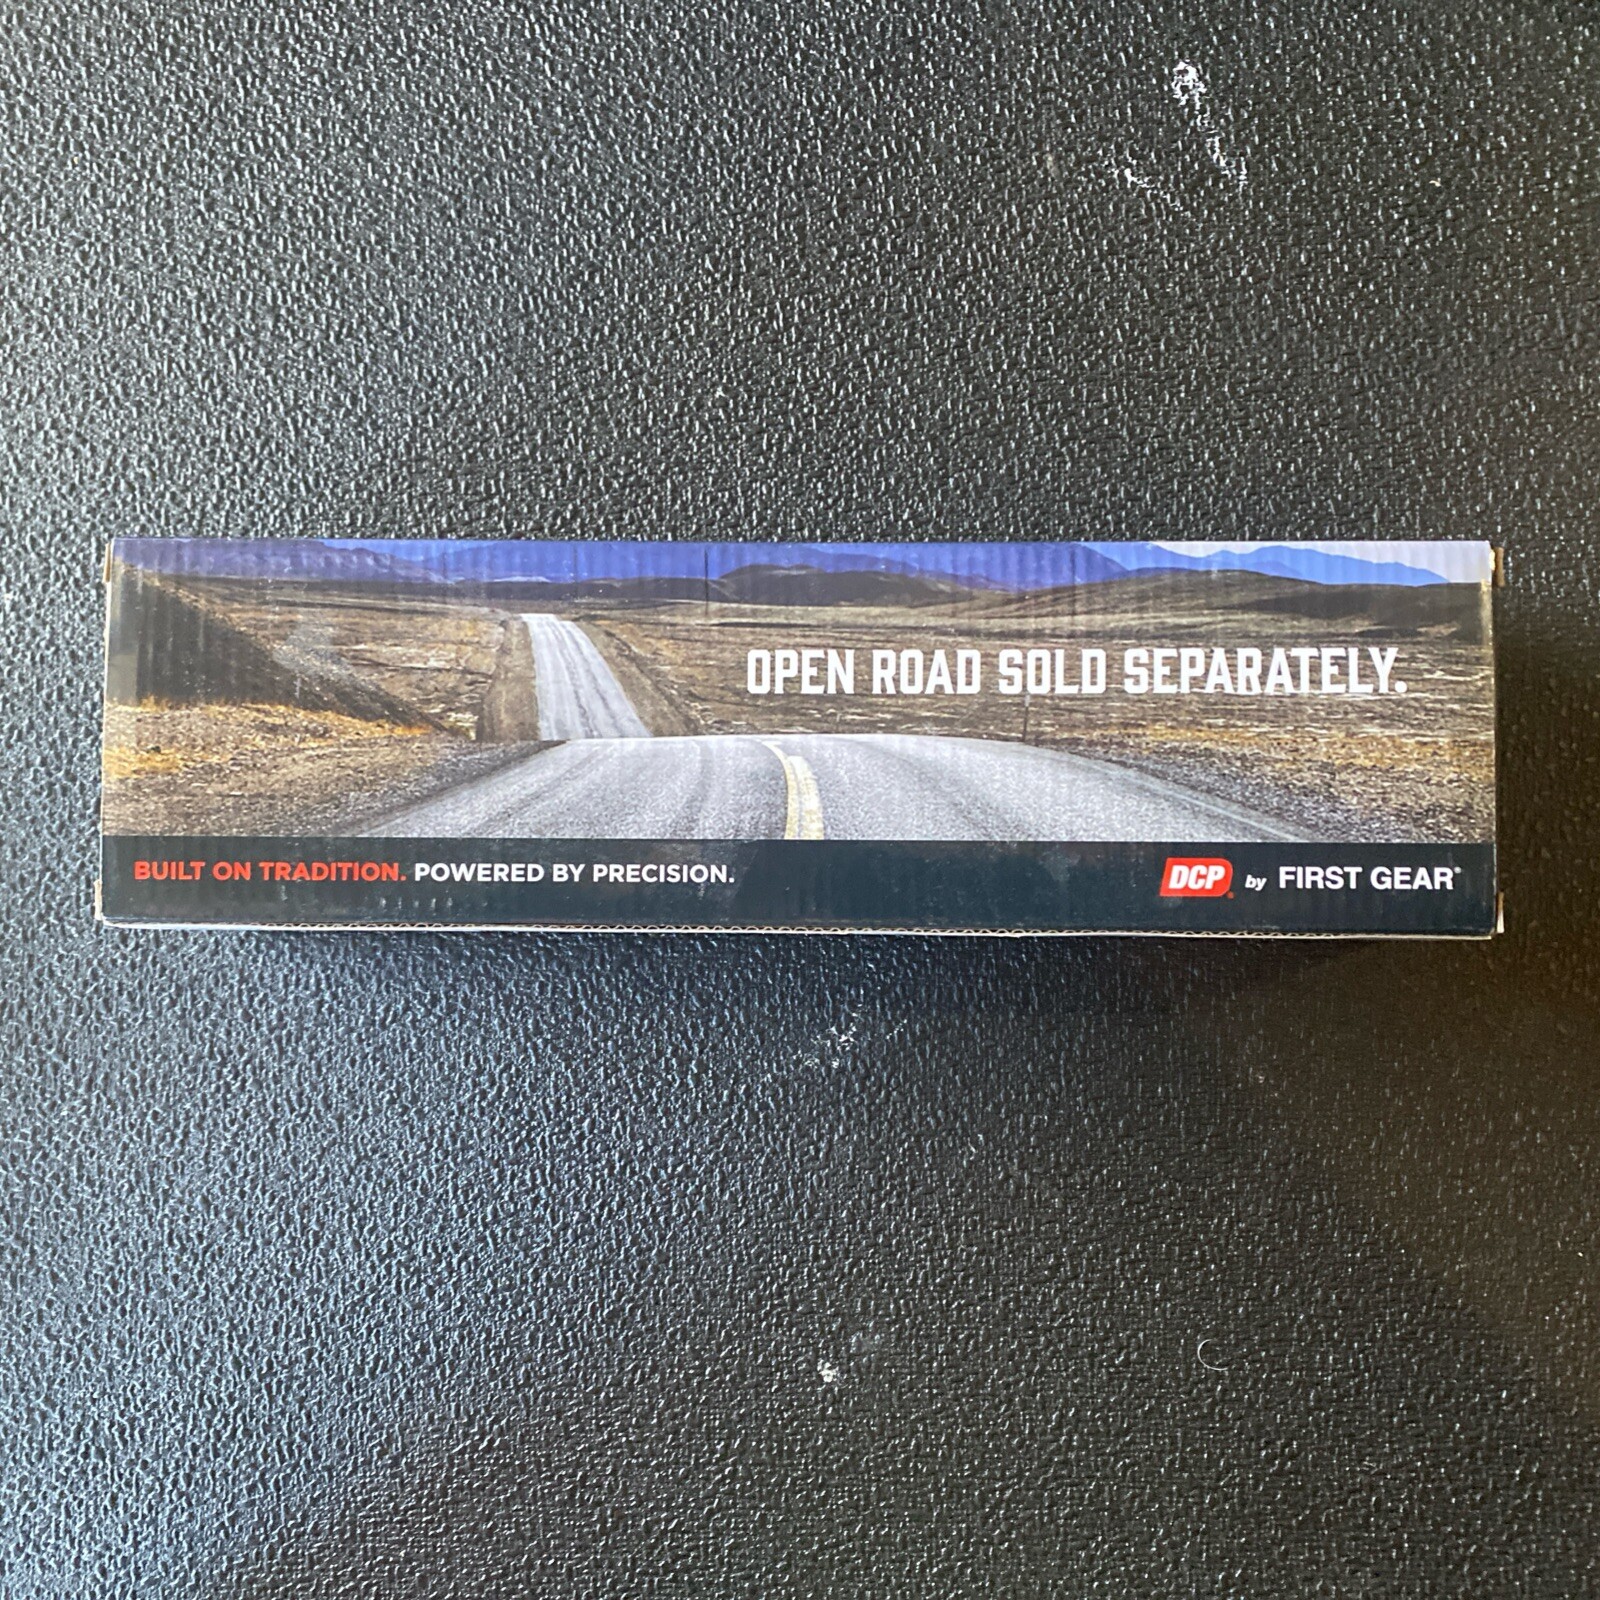 OPEN ROAD SOLD SEPARATELY.
BUILT ON TRADITION. POWERED BY PRECISION.
DCP® by FIRST GEAR®